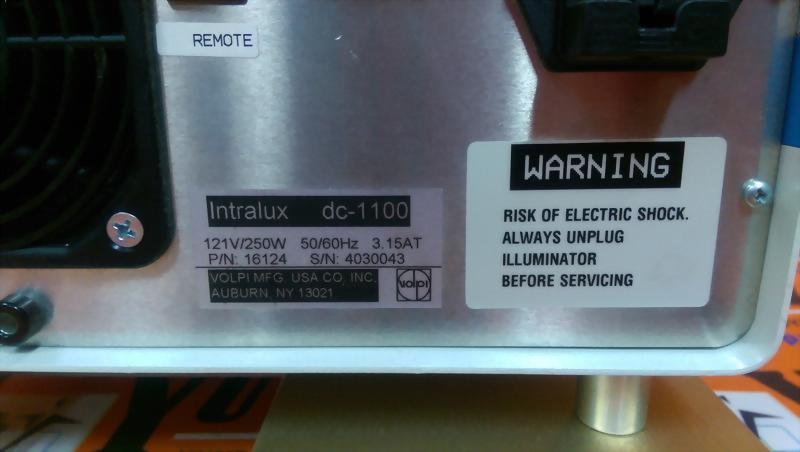 REMOTE
Intralux dc-1100
121V/250W 50/60Hz 3.15AT
P/N: 16124 S/N: 4030043
VOLPI MFG. USA CO, INC.
AUBURN, NY 13021
VOLPI
WARNING
RISK OF ELECTRIC SHOCK.
ALWAYS UNPLUG
ILLUMINATOR
BEFORE SERVICING